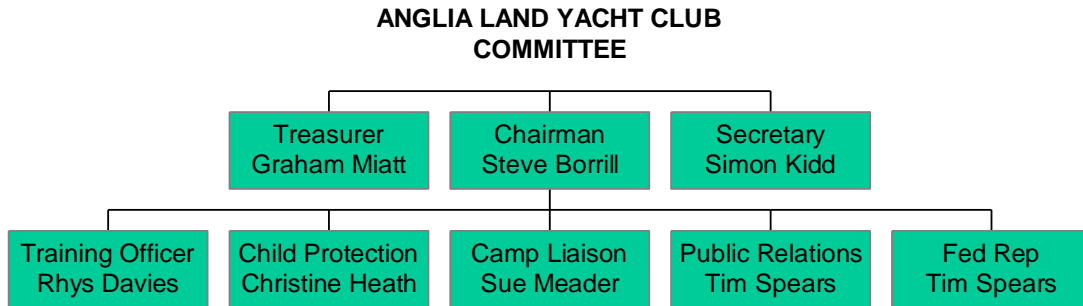 ANGLIA LAND YACHT CLUB
COMMITTEE
Treasurer
Graham Miatt
Chairman
Steve Borrill
Secretary
Simon Kidd
Training Officer
Rhys Davies
Child Protection
Christine Heath
Camp Liaison
Sue Meader
Public Relations
Tim Spears
Fed Rep
Tim Spears